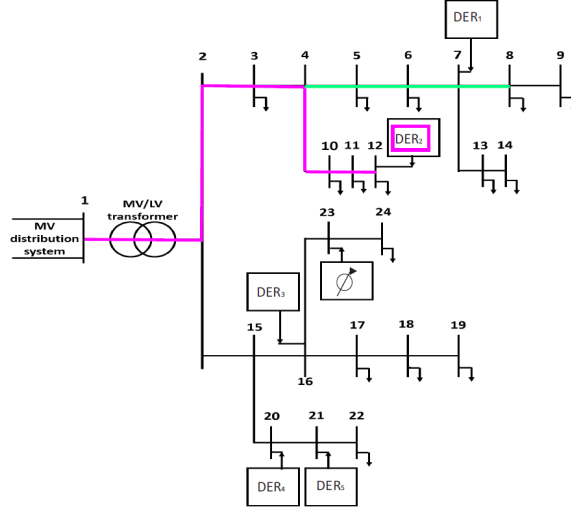 DER₁
2
3
4
5
6
7
8
9
10
11
12
DER₂
13
14
1
MV/LV
transformer
MV
distribution
system
23
24
DER₃
15
16
17
18
19
20
21
22
DER₄
DER₅